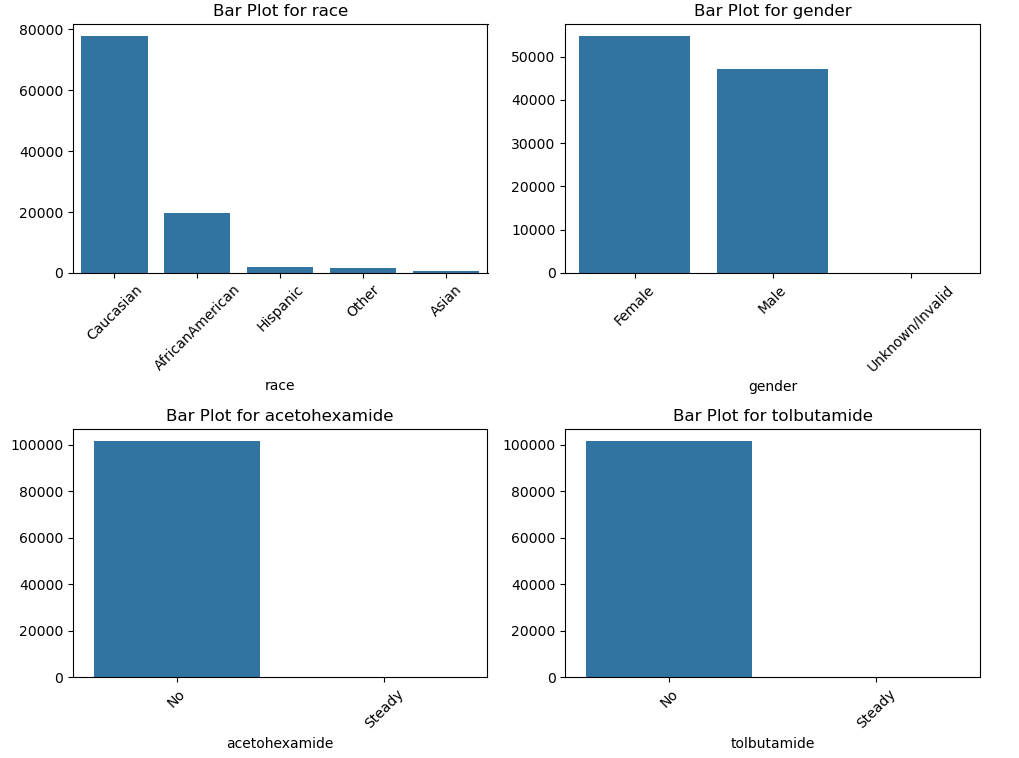 Bar Plot for race
80000
60000
40000
20000
0
Caucasian
AfricanAmerican
Hispanic
Other
Asian
race
Bar Plot for gender
50000
40000
30000
20000
10000
0
Female
Male
Unknown/Invalid
gender
Bar Plot for acetohexamide
100000
80000
60000
40000
20000
0
No
Steady
acetohexamide
Bar Plot for tolbutamide
100000
80000
60000
40000
20000
0
No
Steady
tolbutamide